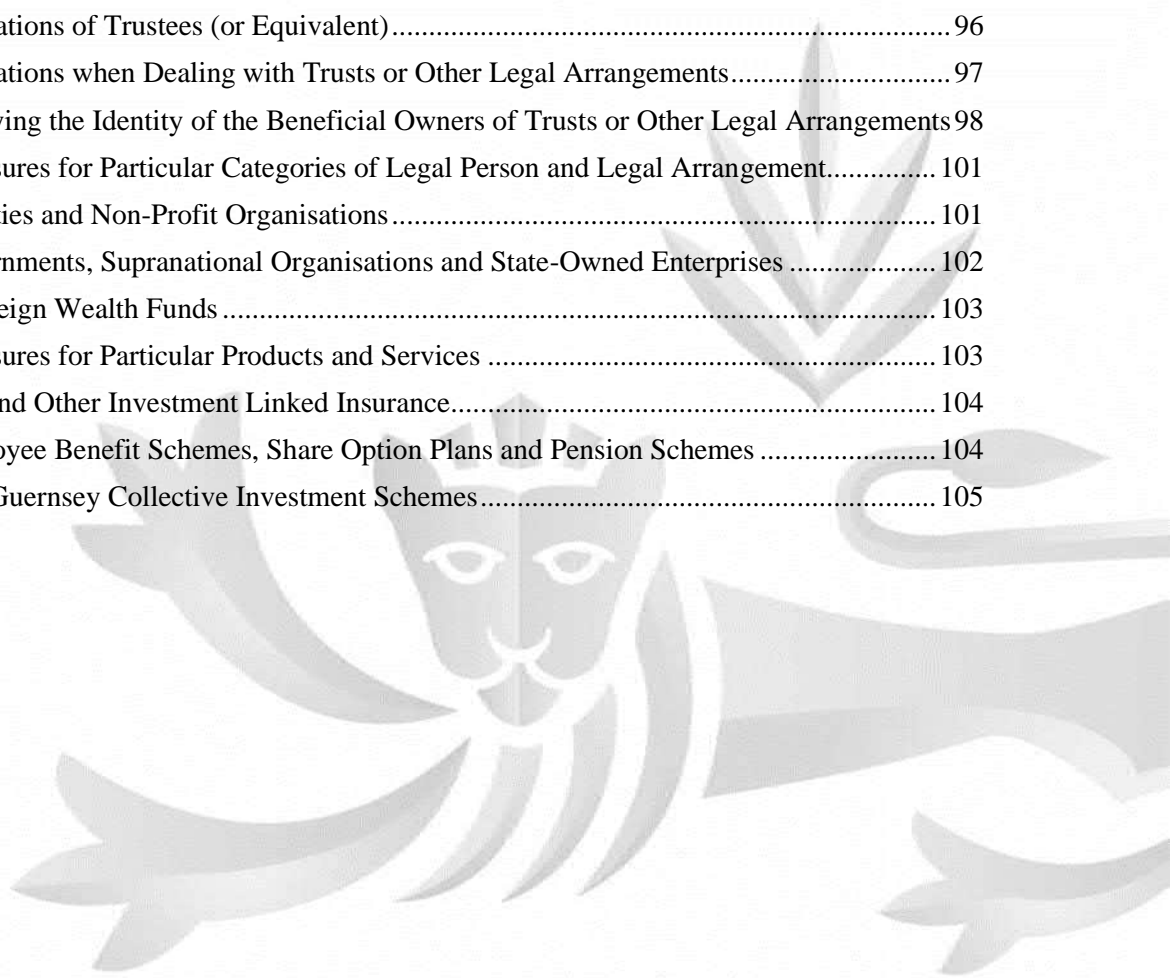 ations of Trustees (or Equivalent)........................................................................................96
ations when Dealing with Trusts or Other Legal Arrangements..................................97
ying the Identity of the Beneficial Owners of Trusts or Other Legal Arrangements98
sures for Particular Categories of Legal Person and Legal Arrangement.................101
ties and Non-Profit Organisations........................................................................................101
rnments, Supranational Organisations and State-Owned Enterprises.......................102
eign Wealth Funds....................................................................................................................103
sures for Particular Products and Services........................................................................103
nd Other Investment Linked Insurance............................................................................104
oyee Benefit Schemes, Share Option Plans and Pension Schemes............................104
Guernsey Collective Investment Schemes........................................................................105